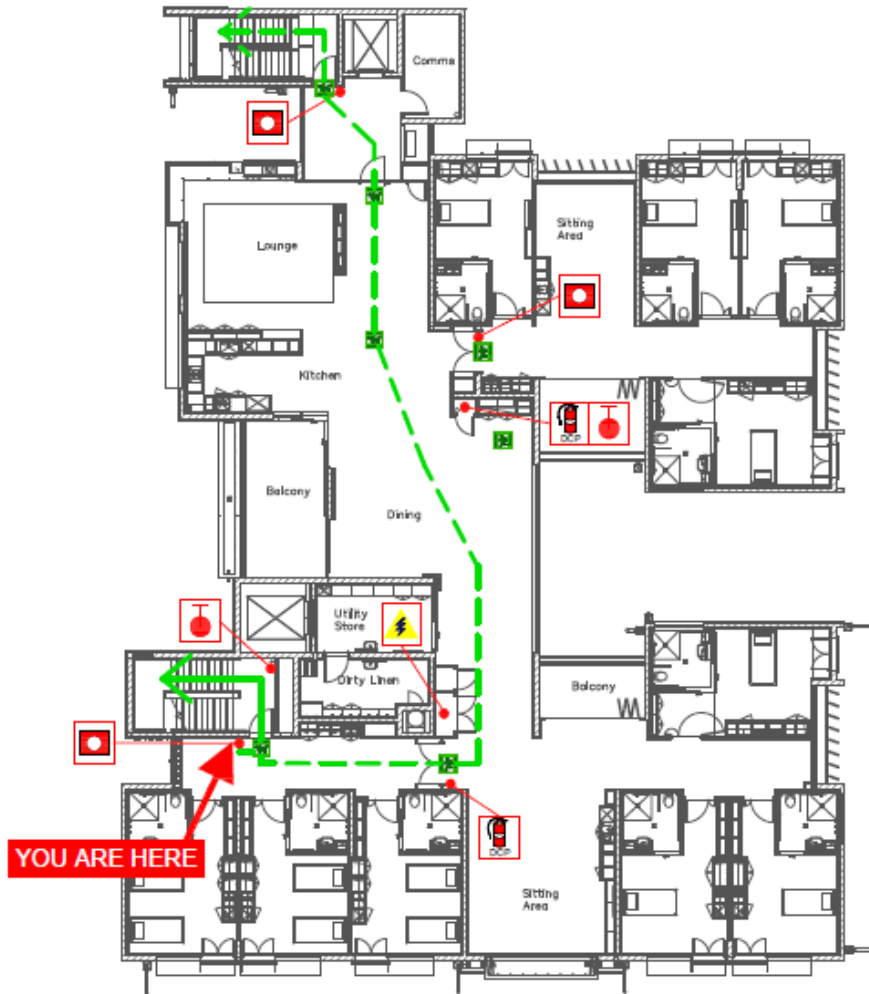 Comms
Sitting
Area
Lounge
Kitchen
DCP
Balcony
Dining
Utility
Store
Dirty Linen
Balcony
YOU ARE HERE
DCP
Sitting
Area